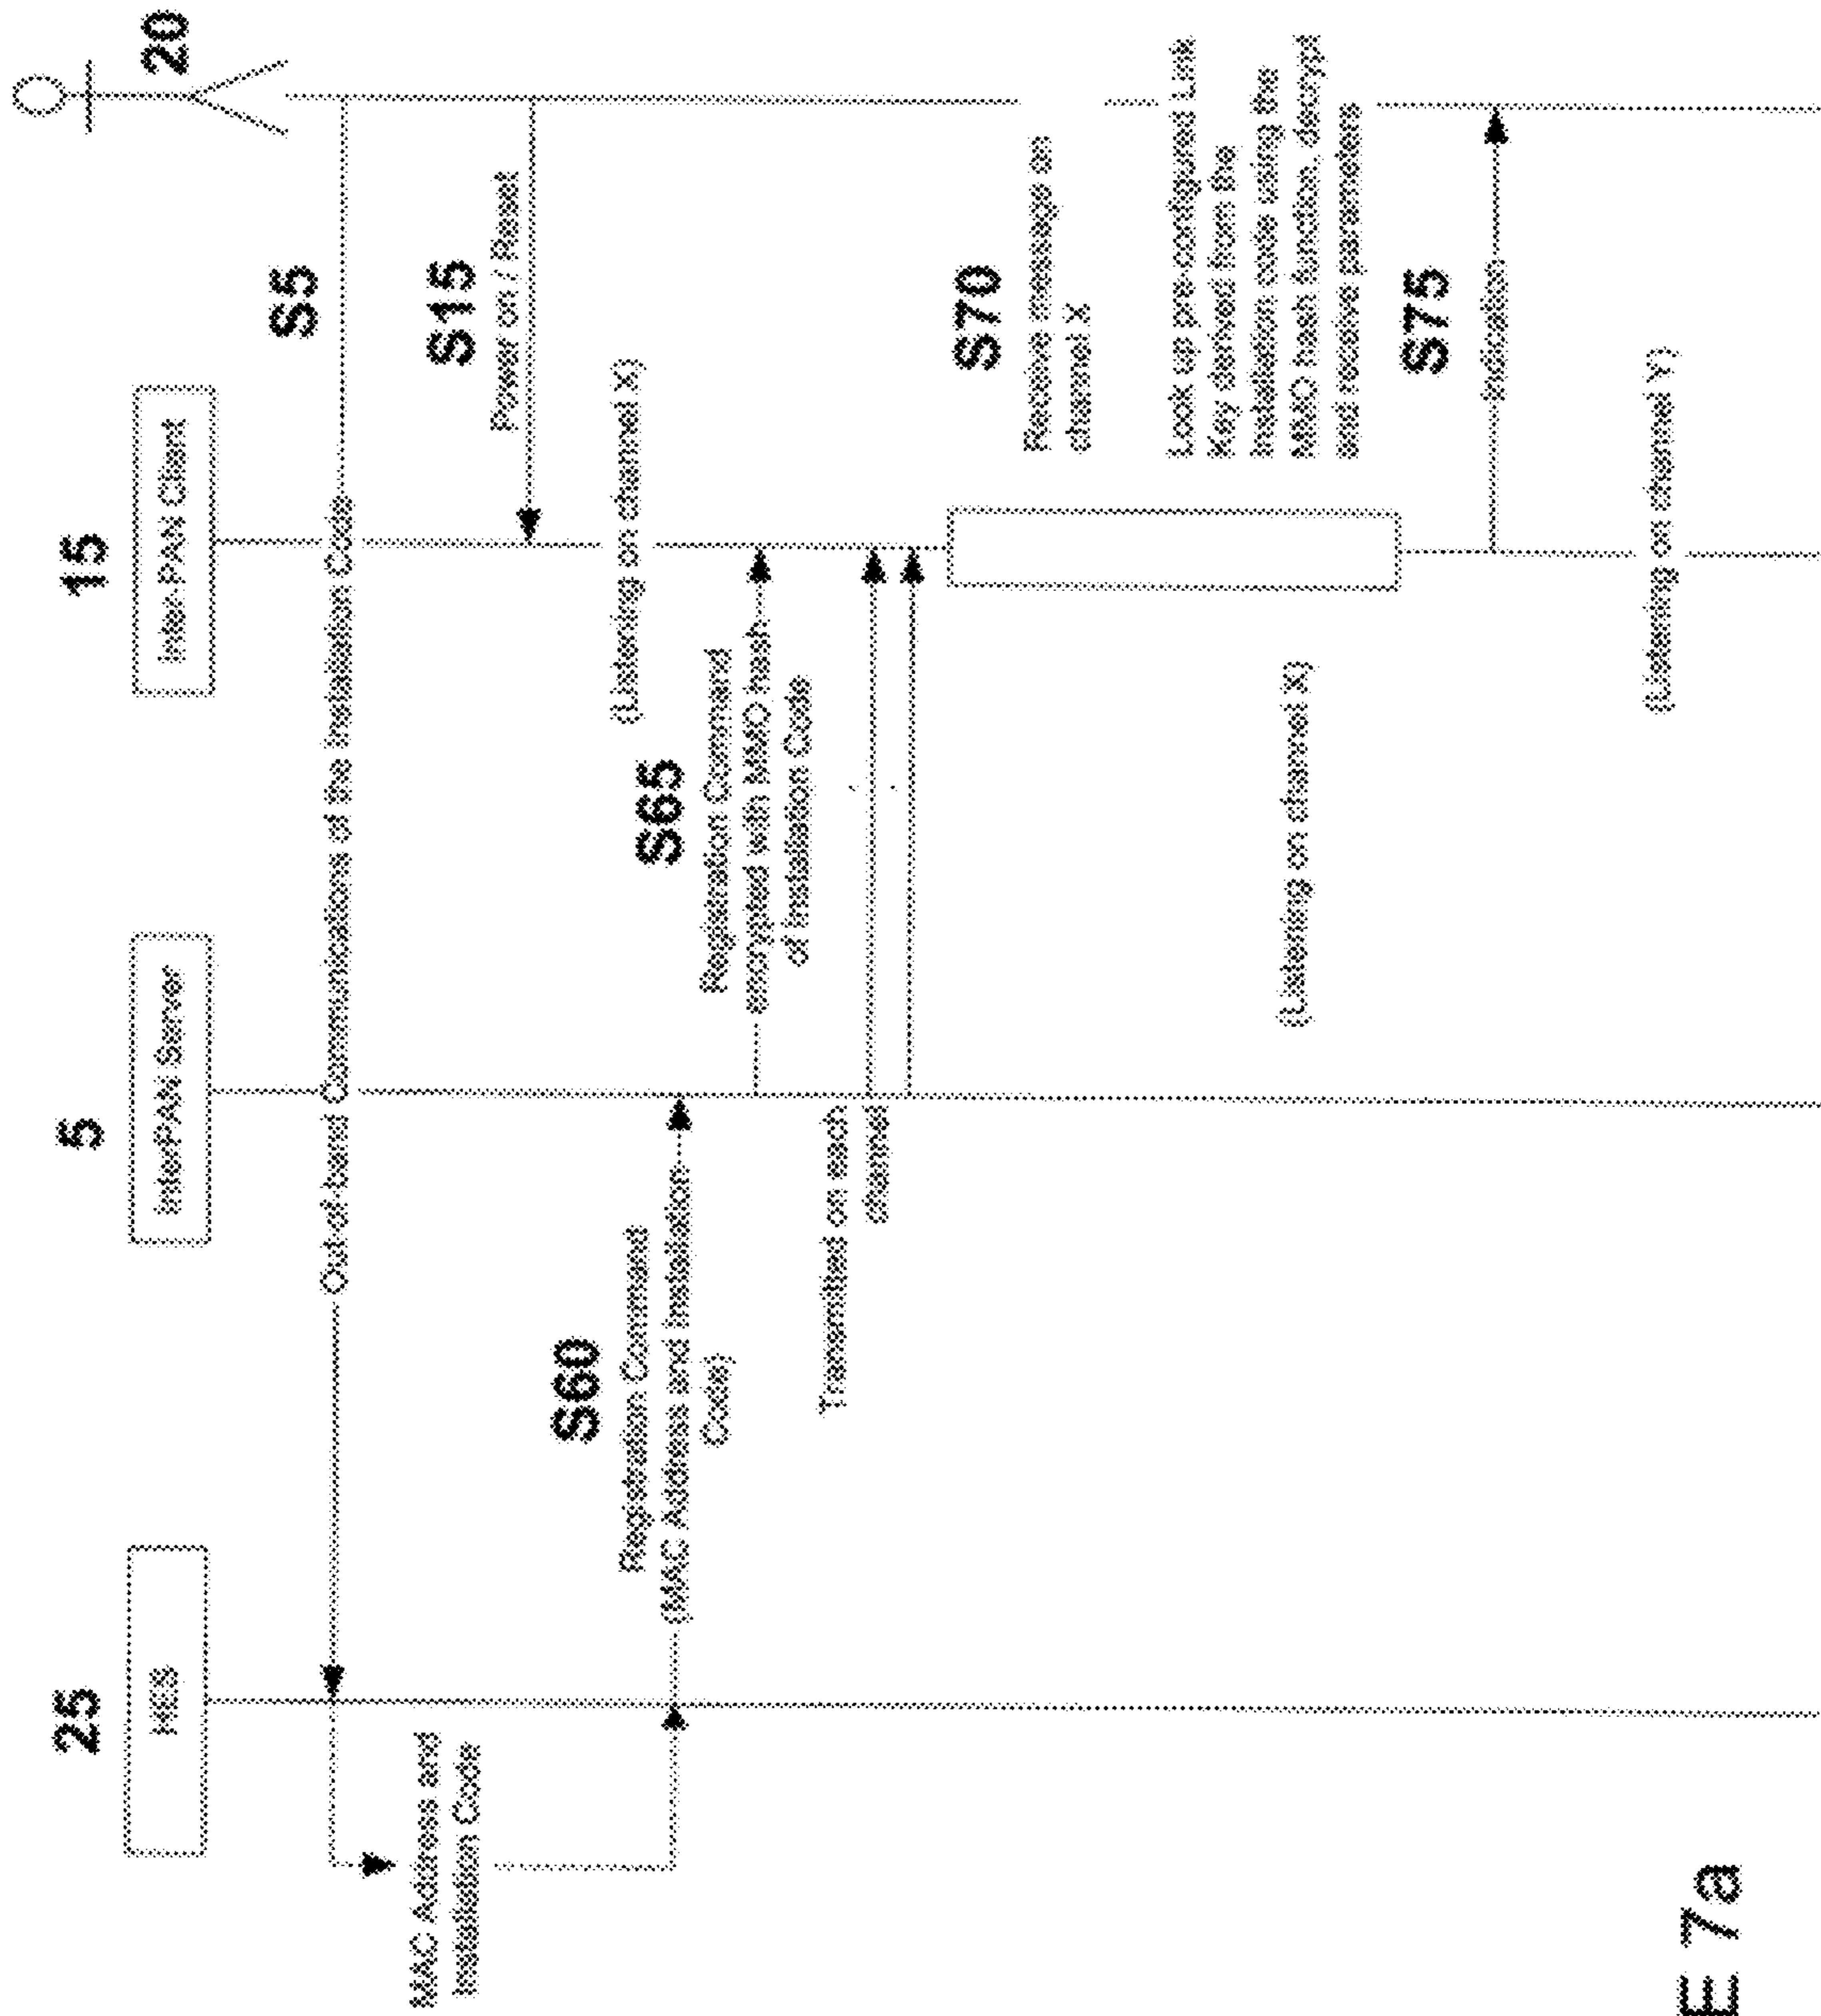 25
5
15
20
HES
InterPAN Server
Inter-PAN Client
S5
Out-of-band Communications of the Installation Code
MAC Address and
Installation Code
S15
Power on / Reset
(Listening on channel X)
S60
Registration Command
(MAC Address and Installation
Code)
S65
Registration Command
encrypted with MMO hash
of Installation Code
Transmitted on each
channel
S70
Receive message on
channel X
Look up pre-configured Link
Key derived from the
Installation code using the
MMO hash function, decrypt
and receive parameters
(Listening on channel X)
S75
Indication
(Listening on channel Y)
E 7a